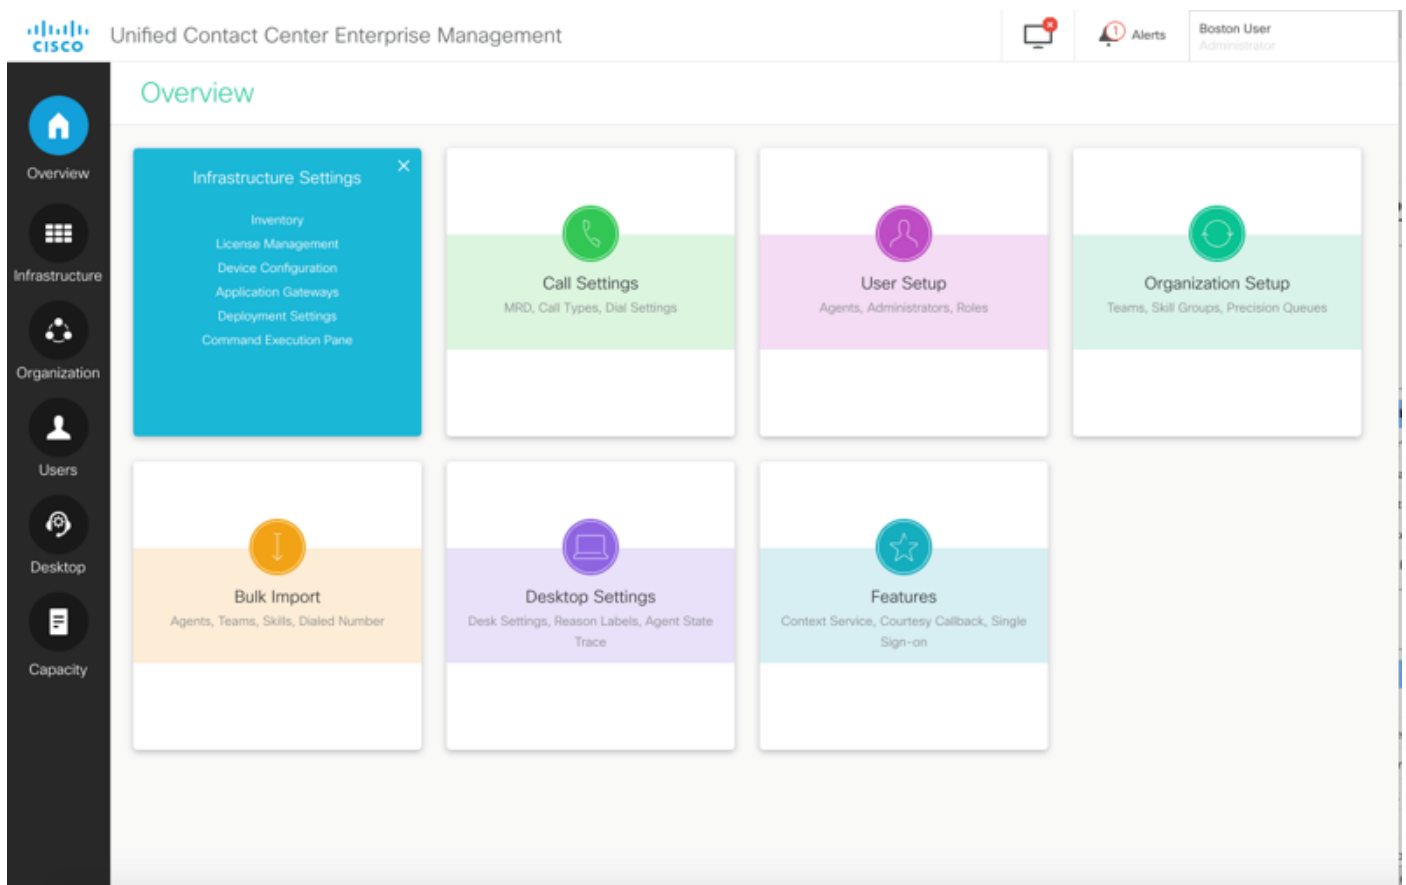 CISCO
Unified Contact Center Enterprise Management
1
Alerts
Boston User
Administrator
Overview
Overview
Infrastructure
Organization
Users
Desktop
Capacity
Infrastructure Settings
Inventory
License Management
Device Configuration
Application Gateways
Deployment Settings
Command Execution Pane
Call Settings
MRD, Call Types, Dial Settings
User Setup
Agents, Administrators, Roles
Organization Setup
Teams, Skill Groups, Precision Queues
Bulk Import
Agents, Teams, Skills, Dialed Number
Desktop Settings
Desk Settings, Reason Labels, Agent State
Trace
Features
Context Service, Courtesy Callback, Single
Sign-on